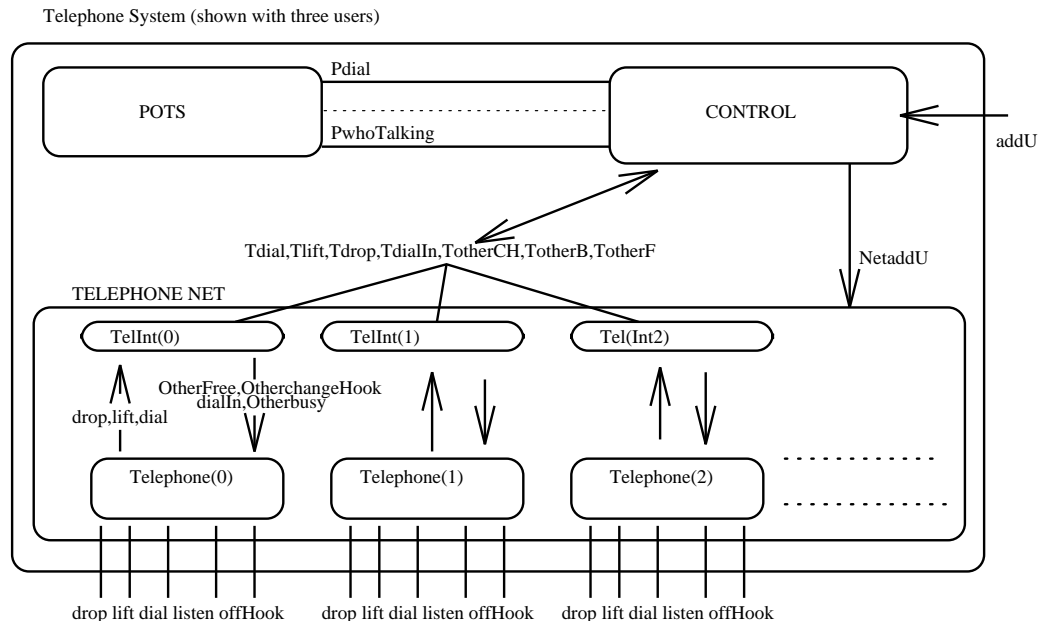 Telephone System (shown with three users)
Pdial
POTS
CONTROL
PwhoTalking
addU
Tdial,Tlift,Tdrop,TdialIn,TotherCH,TotherB,TotherF
NetaddU
TELEPHONE NET
TelInt(0)
TelInt(1)
Tel(Int2)
OtherFree,OtherchangeHook
dialIn,Otherbusy
drop,lift,dial
Telephone(0)
Telephone(1)
Telephone(2)
drop lift dial listen offHook
drop lift dial listen offHook
drop lift dial listen offHook